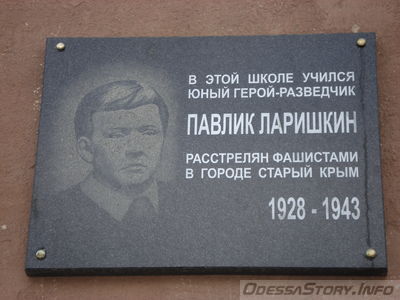 В ЭТОЙ ШКОЛЕ УЧИЛСЯ
ЮНЫЙ ГЕРОЙ-РАЗВЕДЧИК
ПАВЛИК ЛАРИШКИН
РАССТРЕЛЯН ФАШИСТАМИ
В ГОРОДЕ СТАРЫЙ КРЫМ
1928 - 1943
OdessaStory.Info